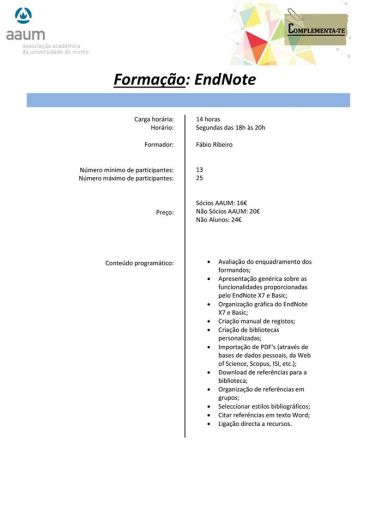 aaum
associação académica
da universidade do minho
COMPLEMENTA-TE
Formação: EndNote
Carga horária: 14 horas
Horário: Segundas das 18h às 20h
Formador: Fábio Ribeiro
Número mínimo de participantes: 13
Número máximo de participantes: 25
Sócios AAUM: 16€
Preço: Não Sócios AAUM: 20€
Não Alunos: 24€
Conteúdo programático: • Avaliação do enquadramento dos
formandos;
• Apresentação genérica sobre as
funcionalidades proporcionadas
pelo EndNote X7 e Basic;
• Organização gráfica do EndNote
X7 e Basic;
• Criação manual de registos;
• Criação de bibliotecas
personalizadas;
• Importação de PDF's (através de
bases de dados pessoais, da Web
of Science, Scopus, ISI, etc.);
• Download de referências para a
biblioteca;
• Organização de referências em
grupos;
• Seleccionar estilos bibliográficos;
• Citar referências em texto Word;
• Ligação directa a recursos.